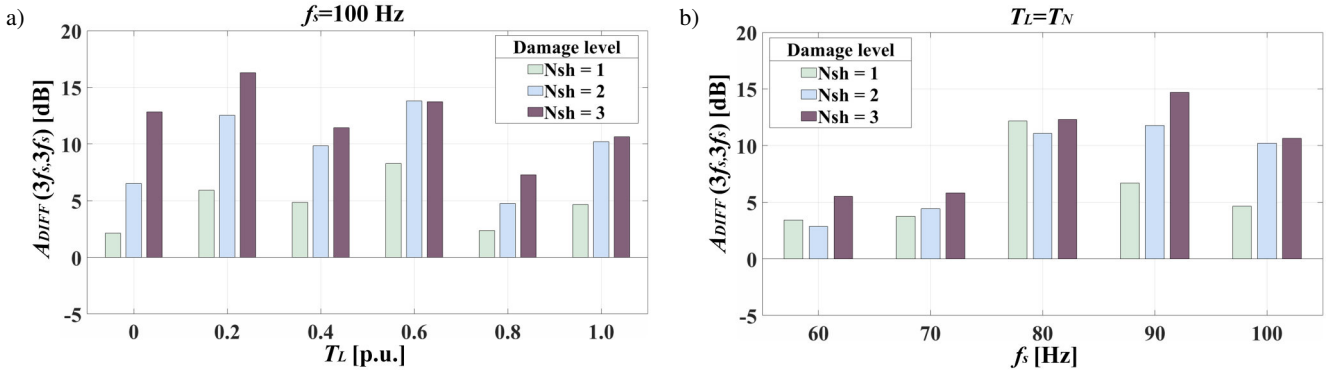 a)
fs=100 Hz
ADIFF (3fs,3fs) [dB]
20
15
10
5
0
-5
Damage level
Nsh = 1
Nsh = 2
Nsh = 3
0 0.2 0.4 0.6 0.8 1.0
TL [p.u.]
b)
TL=TN
ADIFF (3fs,3fs) [dB]
20
15
10
5
0
-5
Damage level
Nsh = 1
Nsh = 2
Nsh = 3
60 70 80 90 100
fs [Hz]